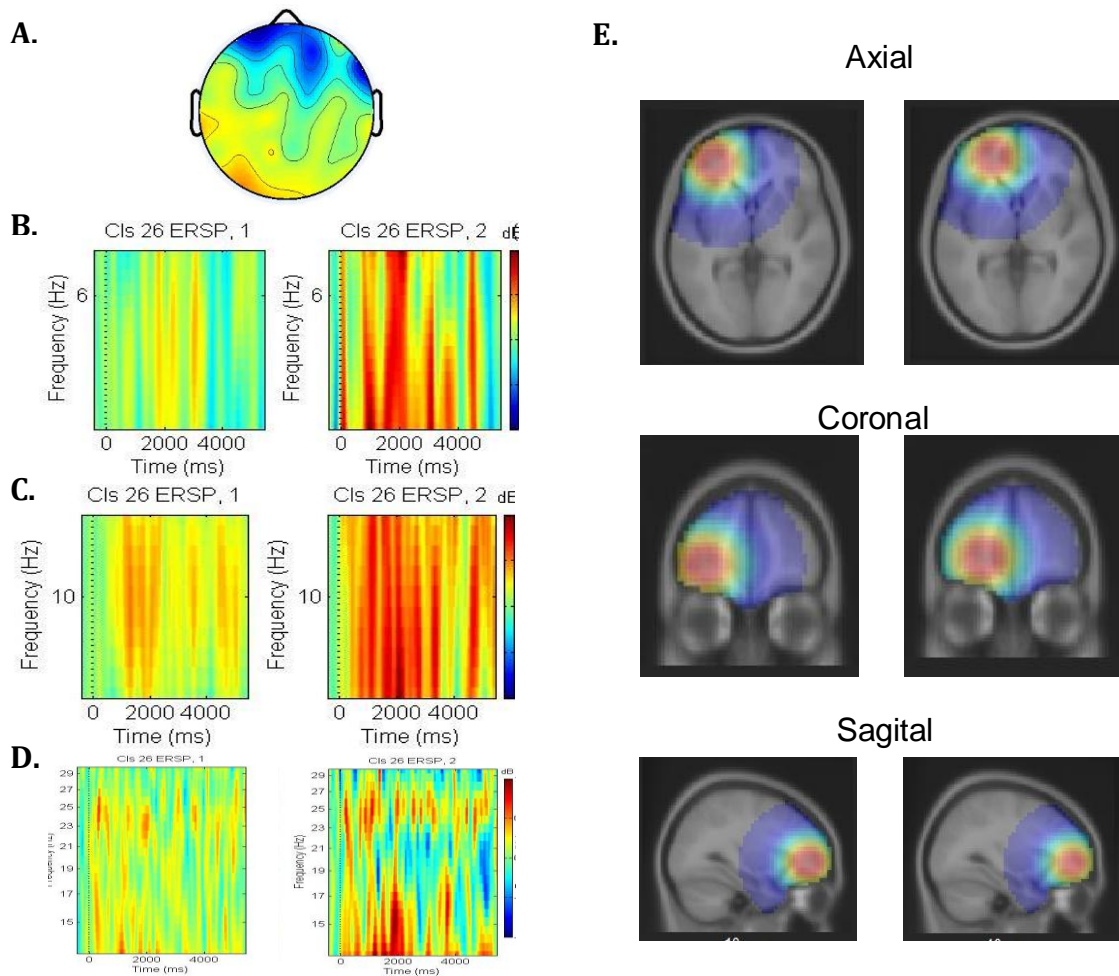 A.
B.
Cls 26 ERSP, 1
Cls 26 ERSP, 2
dB
6
6
Frequency (Hz)
Frequency (Hz)
0 2000 4000
0 2000 4000
Time (ms)
Time (ms)
C.
Cls 26 ERSP, 1
Cls 26 ERSP, 2
dB
10
10
Frequency (Hz)
Frequency (Hz)
0 2000 4000
0 2000 4000
Time (ms)
Time (ms)
D.
Cls 26 ERSP, 1
Cls 26 ERSP, 2
dB
29
27
25
23
21
19
17
15
29
27
25
23
21
19
17
15
Frequency (Hz)
0 2000 4000
0 2000 4000
Time (ms)
Time (ms)
E.
Axial
Coronal
Sagital